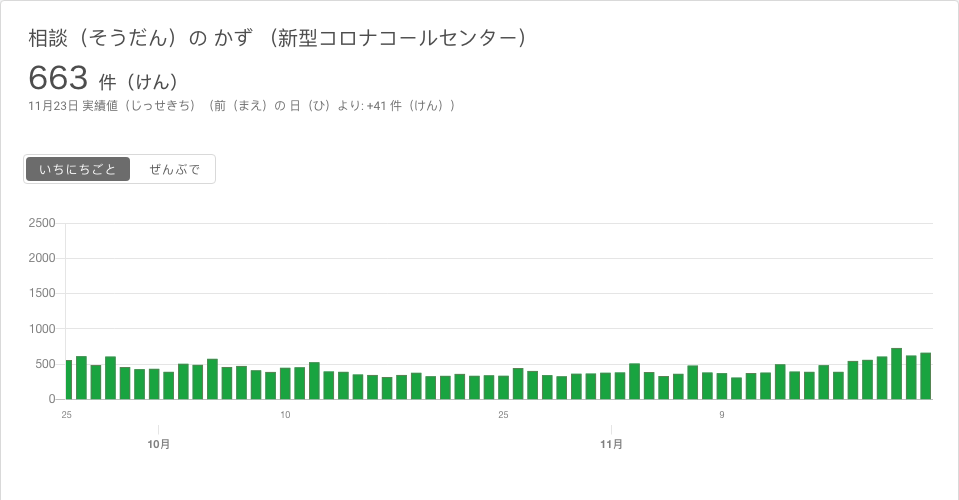 相談（そうだん）の かず （新型コロナコールセンター）
663 件（けん）
11月23日 実績値（じっせきち）（前（まえ）の 日（ひ）より: +41 件（けん））
いちにちごと ぜんぶで
2500
2000
1500
1000
500
0
25 10 25 9
10月 11月